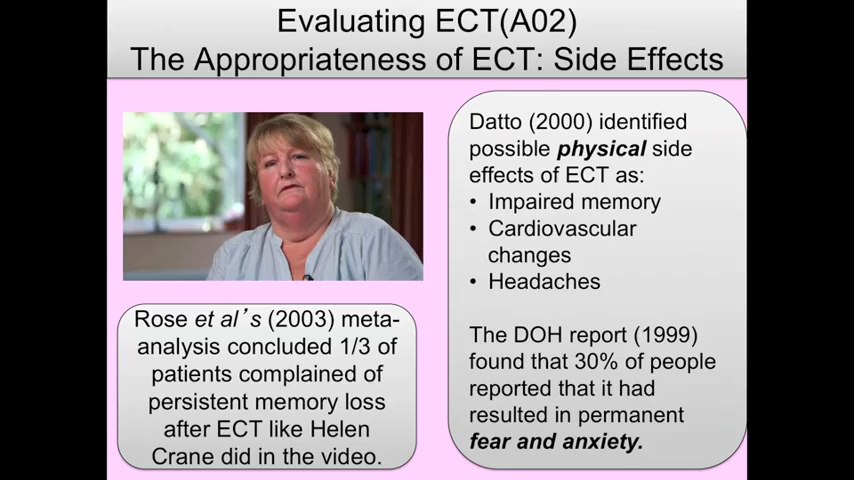 Evaluating ECT(A02)
The Appropriateness of ECT: Side Effects
Rose et al's (2003) meta-
analysis concluded 1/3 of
patients complained of
persistent memory loss
after ECT like Helen
Crane did in the video.
Datto (2000) identified
possible physical side
effects of ECT as:
• Impaired memory
• Cardiovascular
changes
• Headaches
The DOH report (1999)
found that 30% of people
reported that it had
resulted in permanent
fear and anxiety.